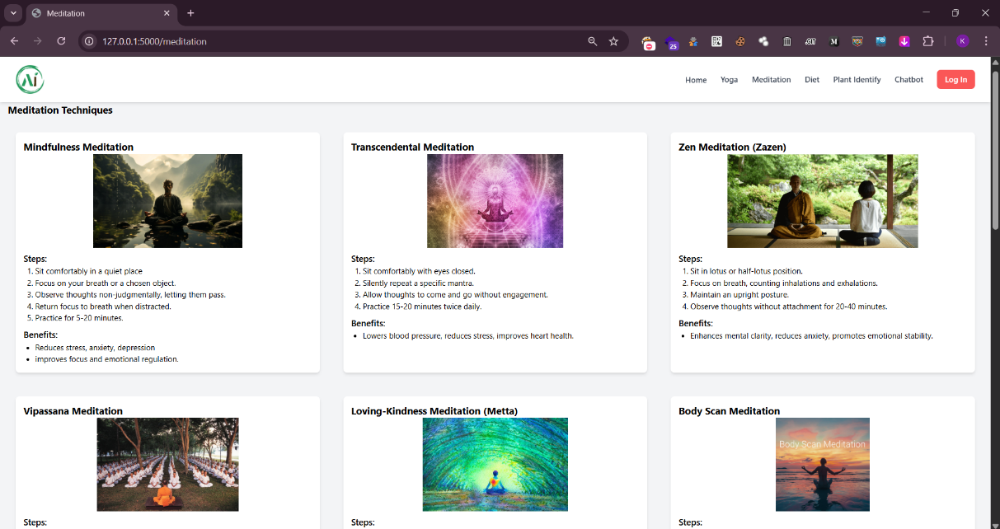 Meditation
127.0.0.1:5000/meditation
25
K
Ai
Home Yoga Meditation Diet Plant Identify Chatbot Log In
Meditation Techniques
Mindfulness Meditation
Steps:
1. Sit comfortably in a quiet place
2. Focus on your breath or a chosen object.
3. Observe thoughts non-judgmentally, letting them pass.
4. Return focus to breath when distracted.
5. Practice for 5-20 minutes.
Benefits:
• Reduces stress, anxiety, depression
• improves focus and emotional regulation.
Transcendental Meditation
Steps:
1. Sit comfortably with eyes closed.
2. Silently repeat a specific mantra.
3. Allow thoughts to come and go without engagement.
4. Practice 15-20 minutes twice daily.
Benefits:
• Lowers blood pressure, reduces stress, improves heart health.
Zen Meditation (Zazen)
Steps:
1. Sit in lotus or half-lotus position.
2. Focus on breath, counting inhalations and exhalations.
3. Maintain an upright posture.
4. Observe thoughts without attachment for 20-40 minutes.
Benefits:
• Enhances mental clarity, reduces anxiety, promotes emotional stability.
Vipassana Meditation
Steps:
Loving-Kindness Meditation (Metta)
Steps:
Body Scan Meditation
Body Scan Meditation
Steps: